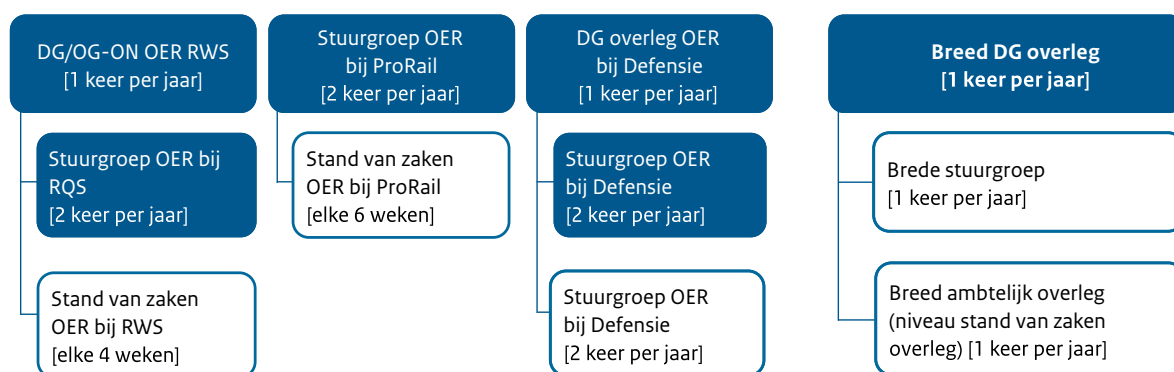 DG/OG-ON OER RWS
[1 keer per jaar]
Stuurgroep OER bij
RQS
[2 keer per jaar]
Stand van zaken
OER bij RWS
[elke 4 weken]
Stuurgroep OER
bij ProRail
[2 keer per jaar]
Stand van zaken
OER bij ProRail
[elke 6 weken]
DG overleg OER
bij Defensie
[1 keer per jaar]
Stuurgroep OER
bij Defensie
[2 keer per jaar]
Stuurgroep OER
bij Defensie
[2 keer per jaar]
Breed DG overleg
[1 keer per jaar]
Brede stuurgroep
[1 keer per jaar]
Breed ambtelijk overleg
(niveau stand van zaken
overleg) [1 keer per jaar]